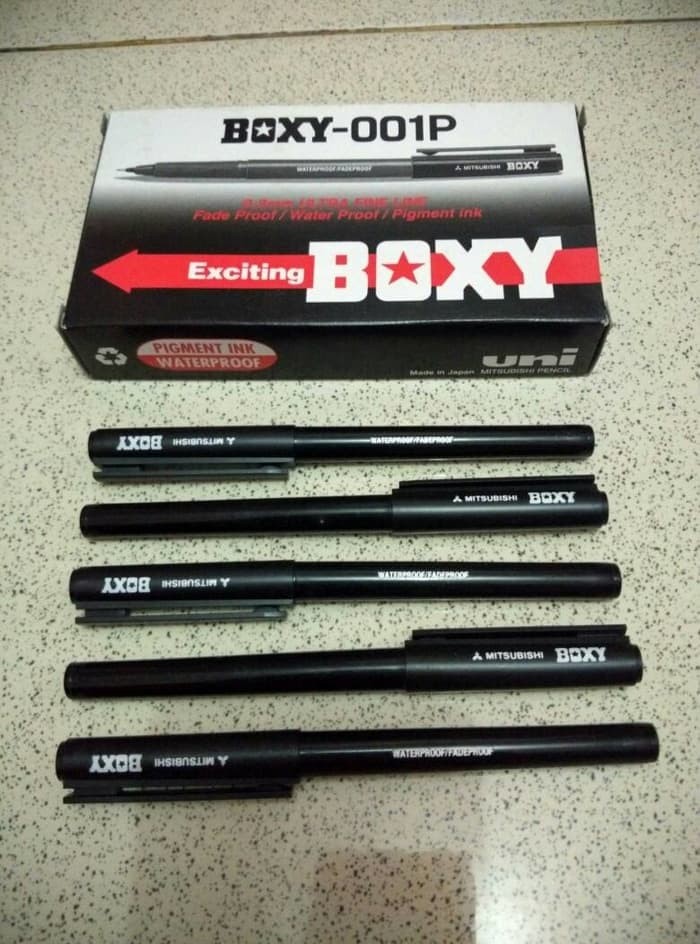 BOXY-001P
WATERPROOF/FADEPROOF
MITSUBISHI BOXY
ULTRA FINE LINE
Fade Proof / Water Proof / Pigment Ink
Exciting BOXY
PIGMENT INK
WATERPROOF
uni
Made in Japan MITSUBISHI PENCIL
MITSUBISHI BOXY
WATERPROOF/FADEPROOF
MITSUBISHI BOXY
MITSUBISHI BOXY
WATERPROOF/FADEPROOF
MITSUBISHI BOXY
MITSUBISHI BOXY
WATERPROOF/FADEPROOF